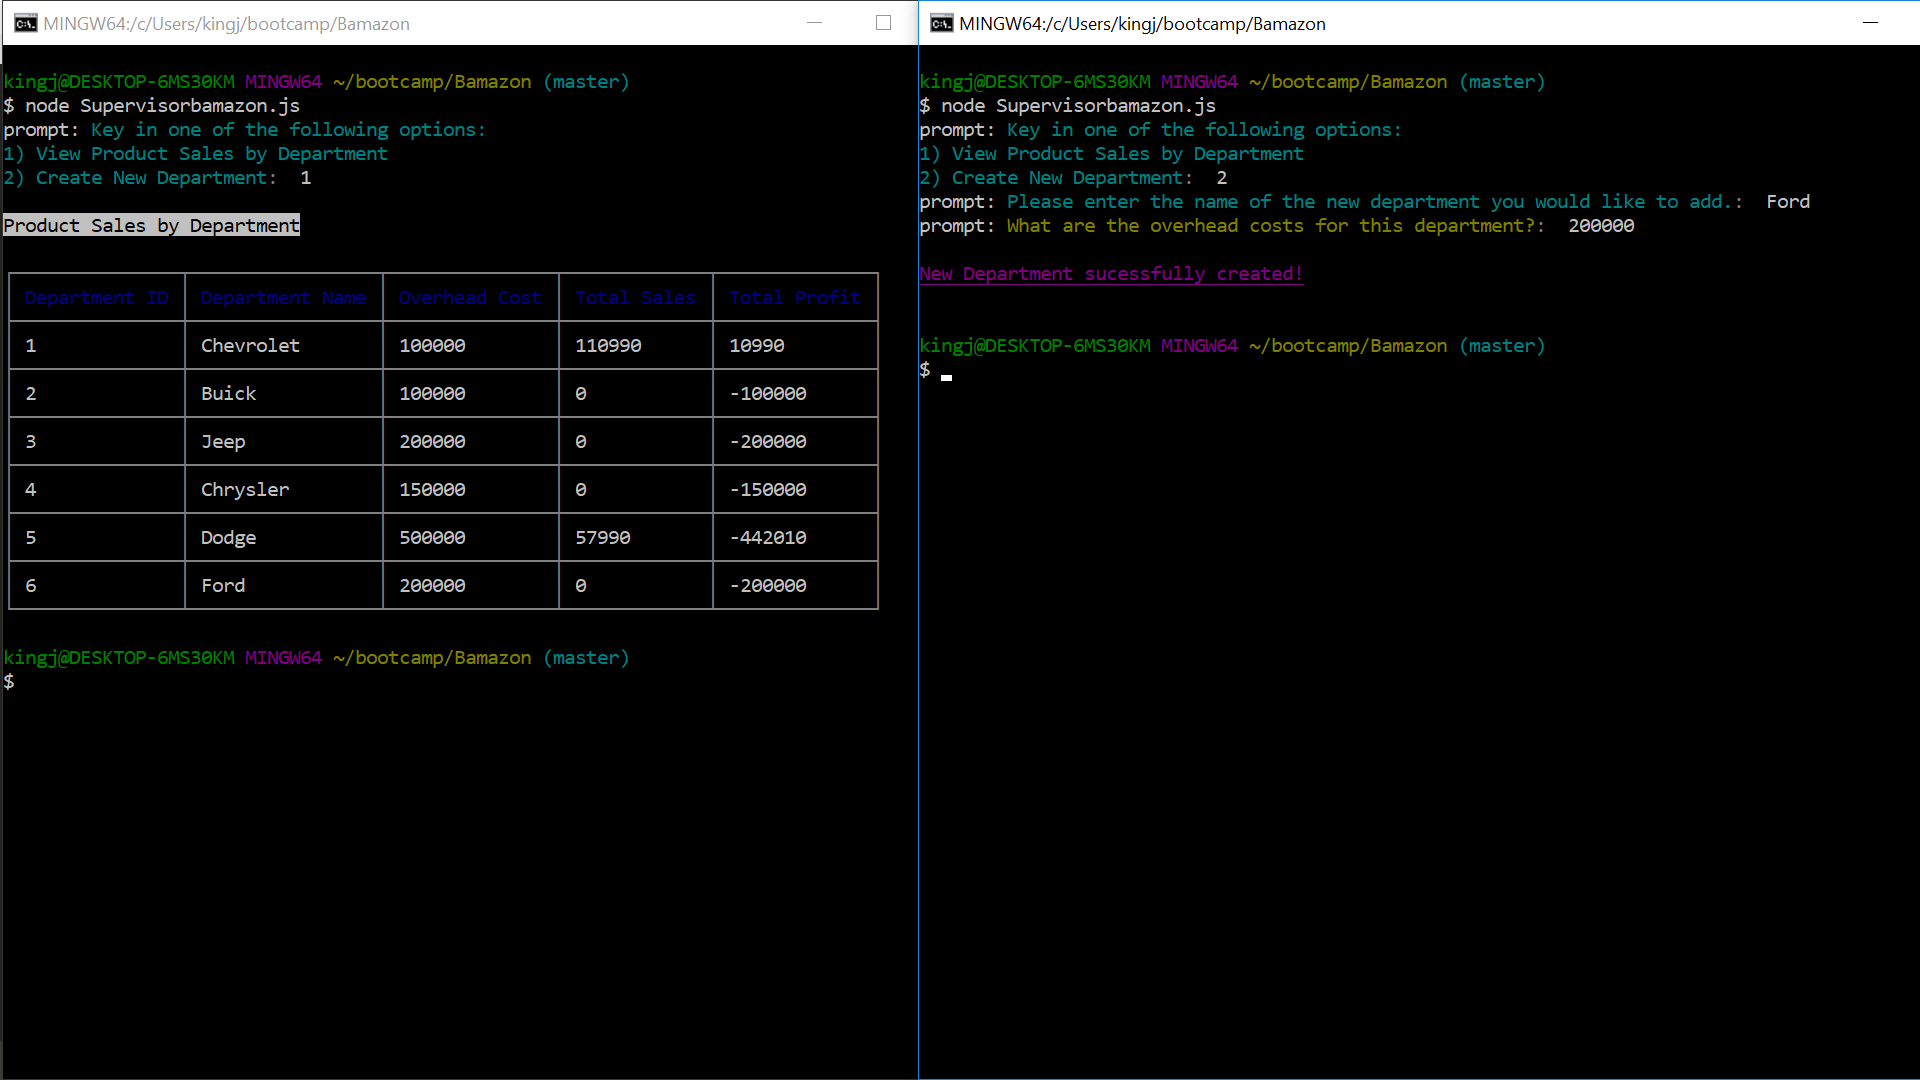 MINGW64:/c/Users/kingj/bootcamp/Bamazon
kingj@DESKTOP-6MS30KM MINGW64 ~/bootcamp/Bamazon (master)
$ node Supervisorbamazon.js
prompt: Key in one of the following options:
1) View Product Sales by Department
2) Create New Department:  1
Product Sales by Department
Department ID Department Name Overhead Cost Total Sales Total Profit
1 Chevrolet 100000 110990 10990
2 Buick 100000 0 -100000
3 Jeep 200000 0 -200000
4 Chrysler 150000 0 -150000
5 Dodge 500000 57990 -442010
6 Ford 200000 0 -200000
kingj@DESKTOP-6MS30KM MINGW64 ~/bootcamp/Bamazon (master)
$
MINGW64:/c/Users/kingj/bootcamp/Bamazon
kingj@DESKTOP-6MS30KM MINGW64 ~/bootcamp/Bamazon (master)
$ node Supervisorbamazon.js
prompt: Key in one of the following options:
1) View Product Sales by Department
2) Create New Department:  2
prompt: Please enter the name of the new department you would like to add.:  Ford
prompt: What are the overhead costs for this department?:  200000
New Department sucessfully created!
kingj@DESKTOP-6MS30KM MINGW64 ~/bootcamp/Bamazon (master)
$